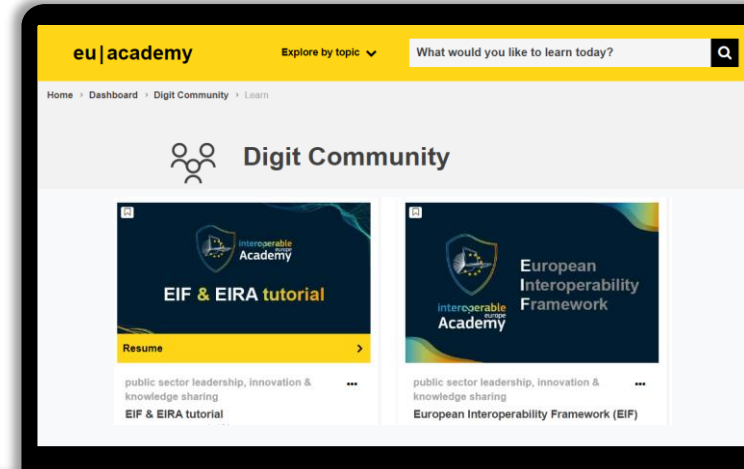 eu|academy
Explore by topic
What would you like to learn today?
Home > Dashboard > Digit Community > Learn
Digit Community
interoperable
europe
Academy
EIF & EIRA tutorial
Resume
public sector leadership, innovation &
knowledge sharing
EIF & EIRA tutorial
interoperable
europe
Academy
European
Interoperability
Framework
public sector leadership, innovation &
knowledge sharing
European Interoperability Framework (EIF)